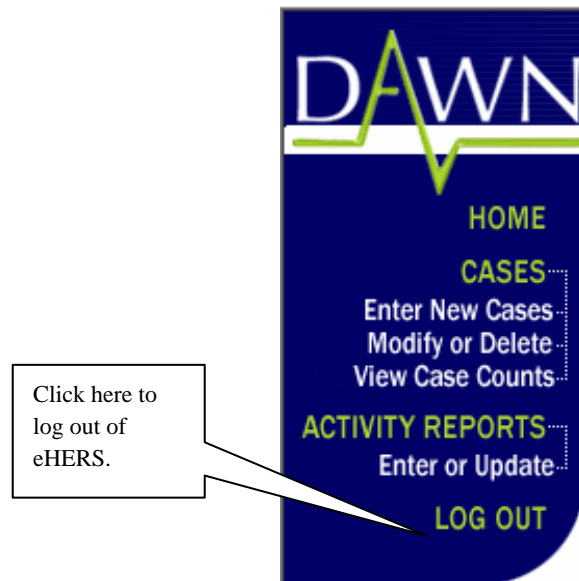 DAWN
HOME
CASES
Enter New Cases
Modify or Delete
View Case Counts
ACTIVITY REPORTS
Enter or Update
LOG OUT
Click here to
log out of
eHERS.